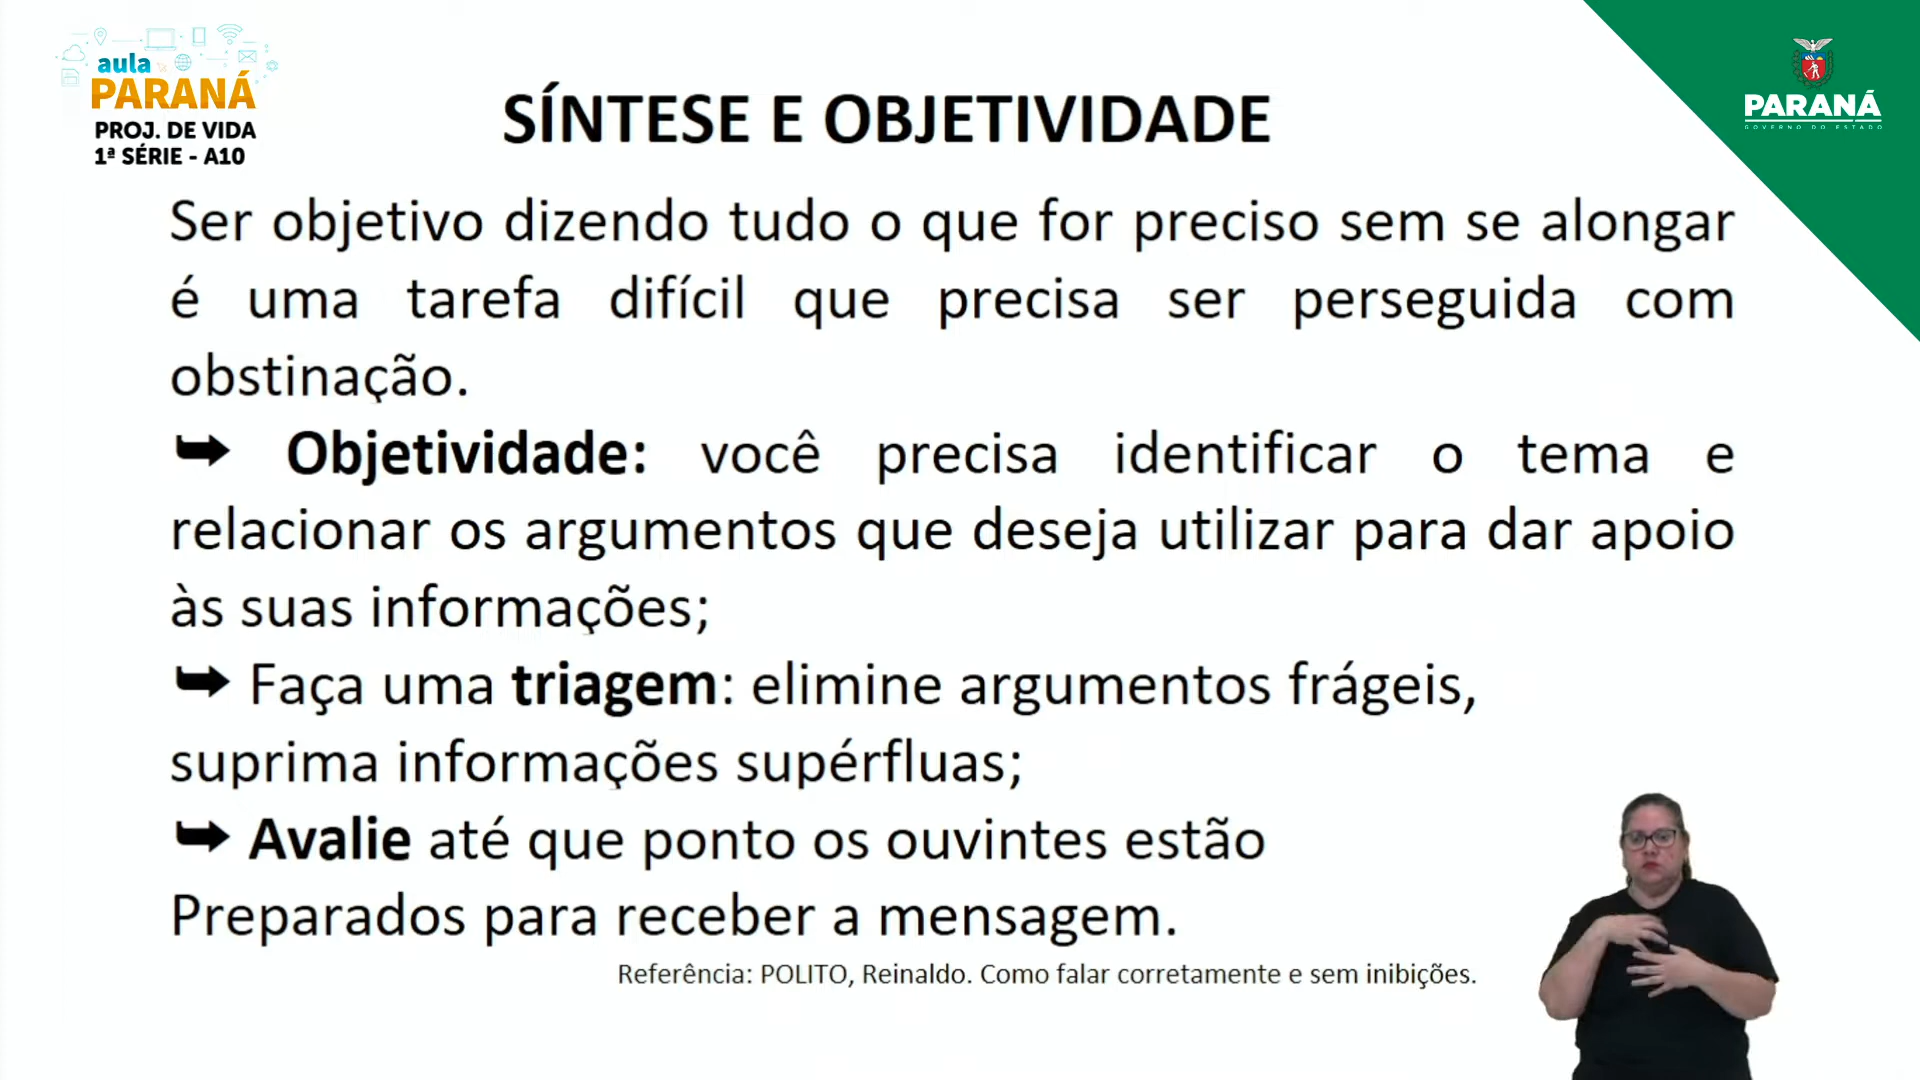 aula
PARANÁ
PROJ. DE VIDA
1ª SÉRIE - A10
PARANÁ
GOVERNO DO ESTADO
SÍNTESE E OBJETIVIDADE
Ser objetivo dizendo tudo o que for preciso sem se alongar
é uma tarefa difícil que precisa ser perseguida com
obstinação.
➥ Objetividade: você precisa identificar o tema e
relacionar os argumentos que deseja utilizar para dar apoio
às suas informações;
➥ Faça uma triagem: elimine argumentos frágeis,
suprima informações supérfluas;
➥ Avalie até que ponto os ouvintes estão
Preparados para receber a mensagem.
Referência: POLITO, Reinaldo. Como falar corretamente e sem inibições.